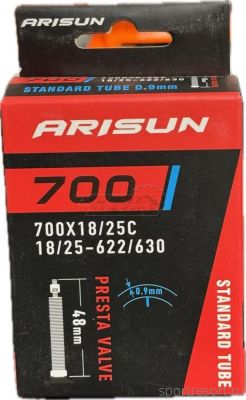 ARISUN
STANDARD TUBE 0.9mm
ARISUN
700
700X18/25C
18/25-622/630
48mm
PRESTA VALVE
0.9mm
STANDARD TUBE